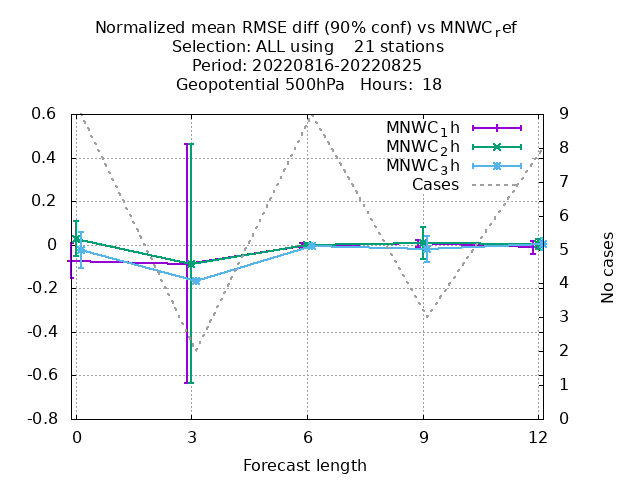 Normalized mean RMSE diff (90% conf) vs MNWC_ref
Selection: ALL using 21 stations
Period: 20220816-20220825
Geopotential 500hPa Hours: 18
MNWC_1h
MNWC_2h
MNWC_3h
Cases
0.6
0.4
0.2
0
-0.2
-0.4
-0.6
-0.8
9
8
7
6
5
4
3
2
1
0
No cases
0 3 6 9 12
Forecast length